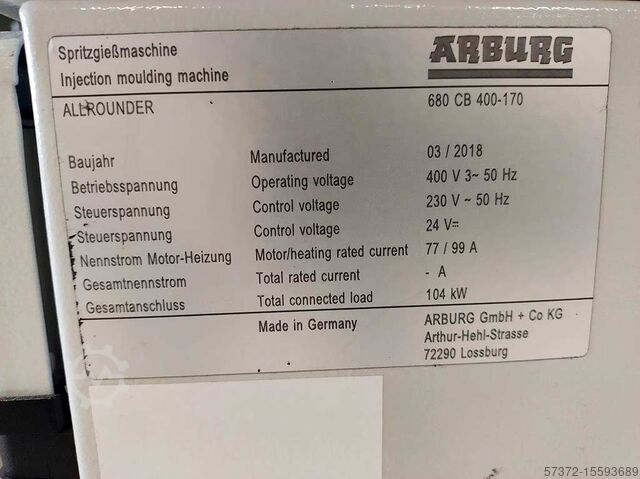 Spritzgießmaschine
Injection moulding machine
ARBURG
ALLROUNDER 680 CB 400-170
Baujahr Manufactured 03 / 2018
Betriebsspannung Operating voltage 400 V 3~ 50 Hz
Steuerspannung Control voltage 230 V ~ 50 Hz
Steuerspannung Control voltage 24 V⎓
Nennstrom Motor-Heizung Motor/heating rated current 77 / 99 A
Gesamtnennstrom Total rated current - A
Gesamtanschluss Total connected load 104 kW
Made in Germany
ARBURG GmbH + Co KG
Arthur-Hehl-Strasse
72290 Lossburg
57372-15593689